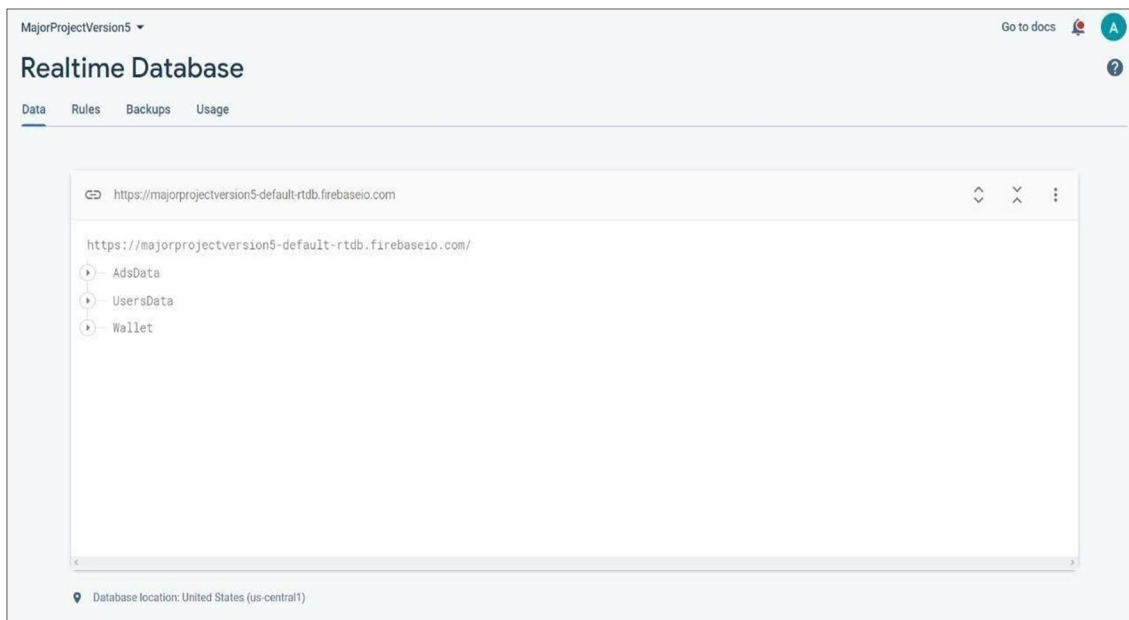 MajorProjectVersion5
Go to docs
A
Realtime Database
?
Data Rules Backups Usage
https://majorprojectversion5-default-rtdb.firebaseio.com
https://majorprojectversion5-default-rtdb.firebaseio.com/
AdsData
UsersData
Wallet
Database location: United States (us-central1)